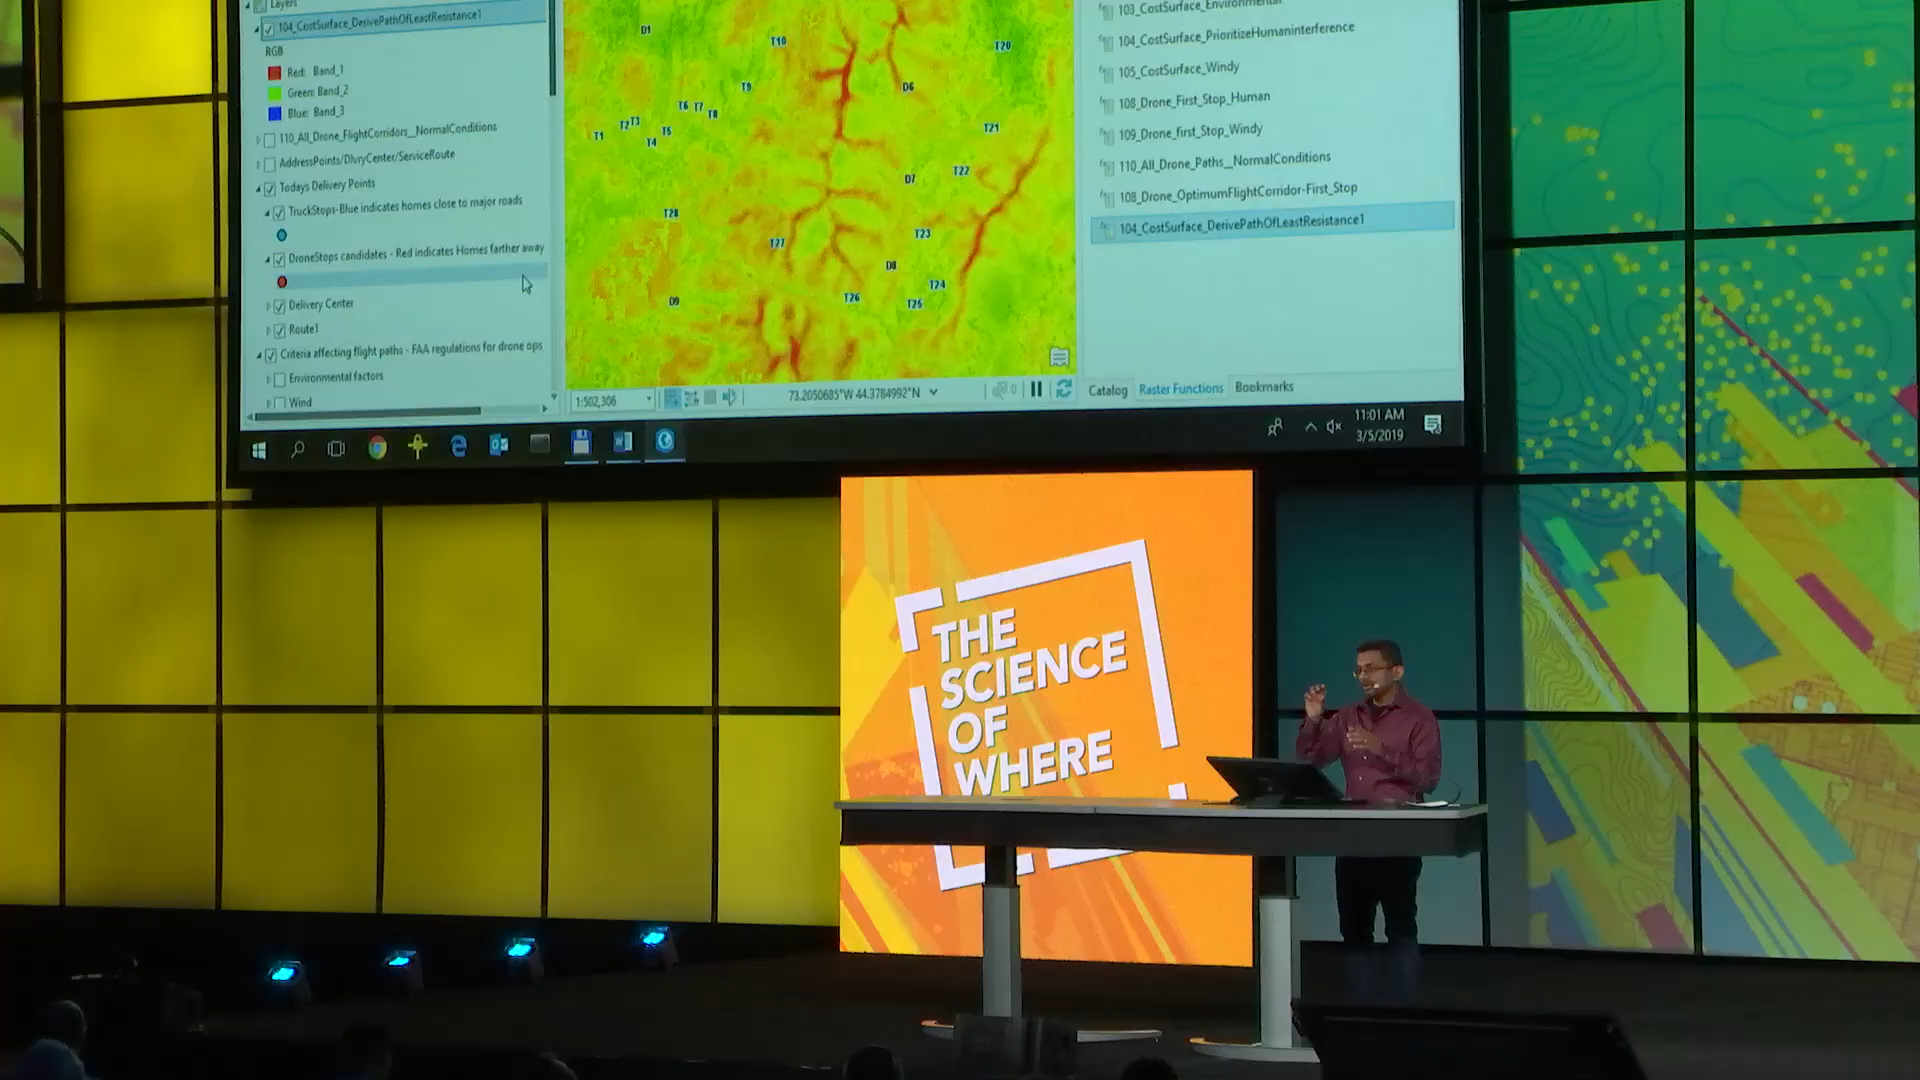 Layers
104_CostSurface_DerivePathOfLeastResistance1
RGB
Red: Band_1
Green: Band_2
Blue: Band_3
110_All_Drone_FlightCorridors__NormalConditions
AddressPoints/DlvryCenter/ServiceRoute
Todays Delivery Points
TruckStops-Blue indicates homes close to major roads
DroneStops candidates - Red indicates Homes farther away
Delivery Center
Route1
Criteria affecting flight paths - FAA regulations for drone ops
Environmental factors
Wind
D1
T10
T20
T9
D6
T6
T7
T8
T1
T2
T3
T5
T4
T21
D7
T22
T28
T27
T23
D8
T24
D9
T26
T25
1:502,306
73.2050685°W 44.3784992°N
0
103_CostSurface_Environmental
104_CostSurface_PrioritizeHumaninterference
105_CostSurface_Windy
108_Drone_First_Stop_Human
109_Drone_first_Stop_Windy
110_All_Drone_Paths__NormalConditions
108_Drone_OptimumFlightCorridor-First_Stop
104_CostSurface_DerivePathOfLeastResistance1
Catalog Raster Functions Bookmarks
11:01 AM
3/5/2019
THE
SCIENCE
OF
WHERE